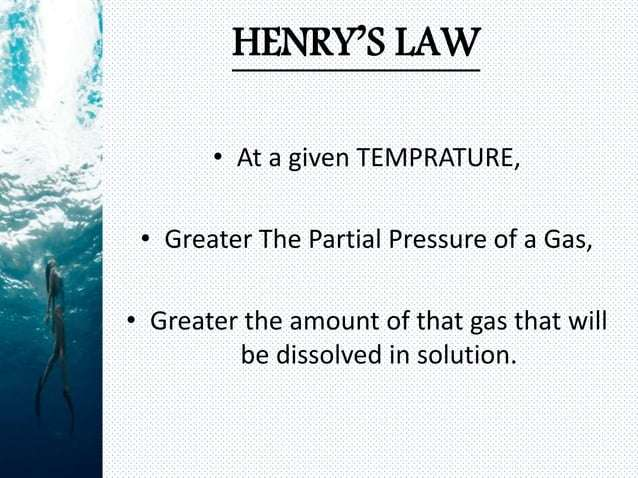 HENRY’S LAW
• At a given TEMPRATURE,
• Greater The Partial Pressure of a Gas,
• Greater the amount of that gas that will
be dissolved in solution.